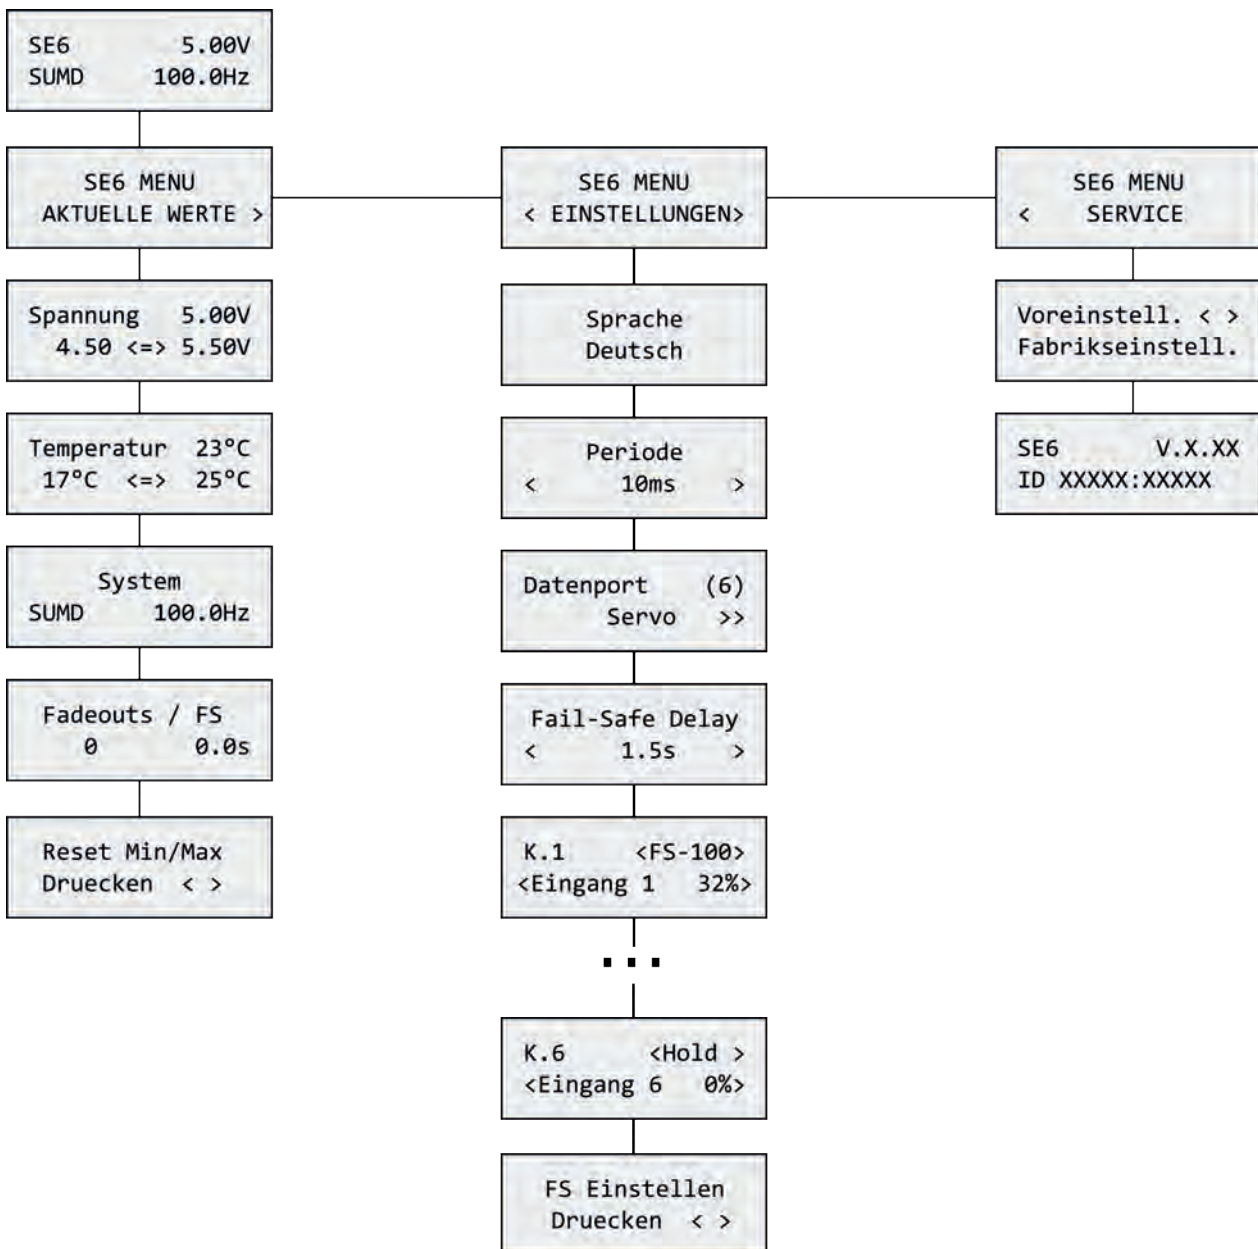 SE6 5.00V
SUMD 100.0Hz
SE6 MENU
AKTUELLE WERTE >
Spannung 5.00V
4.50 <=> 5.50V
Temperatur 23°C
17°C <=> 25°C
System
SUMD 100.0Hz
Fadeouts / FS
0 0.0s
Reset Min/Max
Druecken < >
SE6 MENU
< EINSTELLUNGEN>
Sprache
Deutsch
Periode
< 10ms >
Datenport (6)
Servo >>
Fail-Safe Delay
< 1.5s >
K.1 <FS-100>
<Eingang 1 32%>
...
K.6 <Hold >
<Eingang 6 0%>
FS Einstellen
Druecken < >
SE6 MENU
< SERVICE
Voreinstell. < >
Fabrikseinstell.
SE6 V.X.XX
ID XXXXX:XXXXX